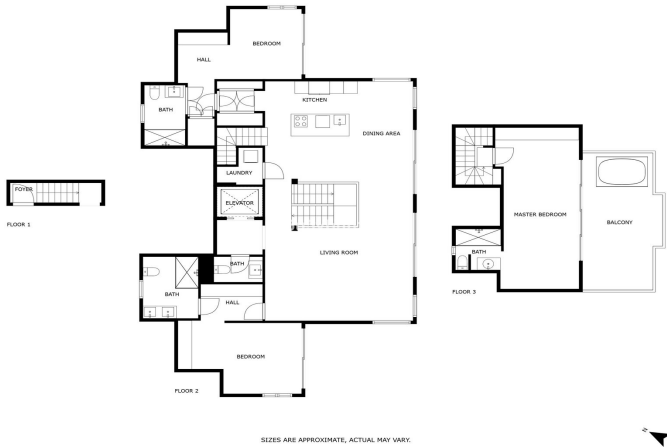 BEDROOM
HALL
KITCHEN
BATH
DINING AREA
LAUNDRY
FOYER
ELEVATOR
MASTER BEDROOM
BALCONY
FLOOR 1
LIVING ROOM
BATH
BATH
FLOOR 3
BATH
HALL
BEDROOM
FLOOR 2
N
SIZES ARE APPROXIMATE, ACTUAL MAY VARY.